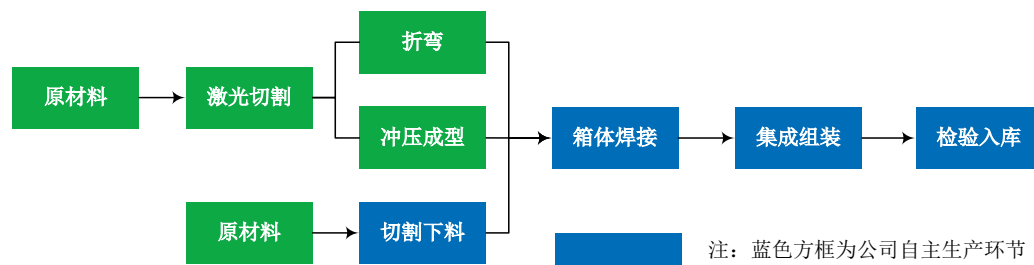 折弯
原材料
激光切割
冲压成型
箱体焊接
集成组装
检验入库
原材料
切割下料
注：蓝色方框为公司自主生产环节